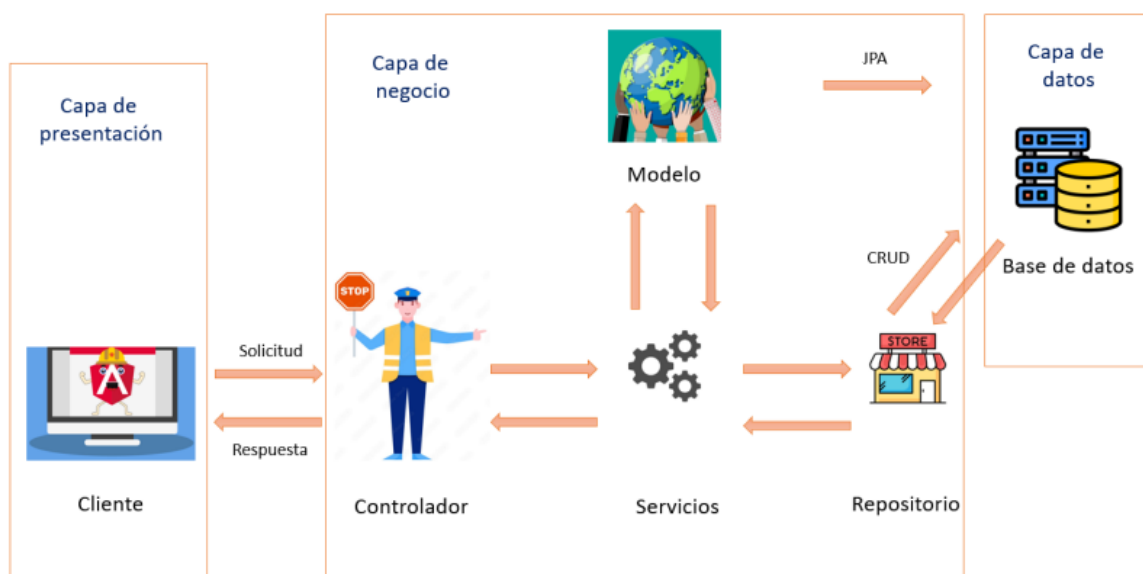 Capa de
presentación
Capa de
negocio
JPA
Capa de
datos
Modelo
CRUD
Base de datos
STOP
STORE
A
Solicitud
Respuesta
Cliente
Controlador
Servicios
Repositorio